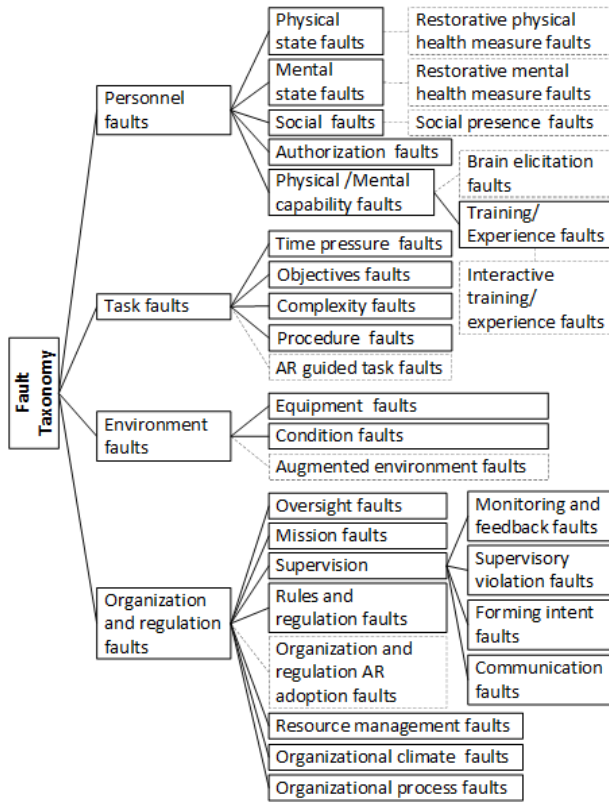 Fault
Taxonomy
Personnel
faults
Physical
state faults
Restorative physical
health measure faults
Mental
state faults
Restorative mental
health measure faults
Social faults
Social presence faults
Authorization faults
Physical /Mental
capability faults
Brain elicitation
faults
Training/
Experience faults
Interactive
training/
experience faults
Task faults
Time pressure faults
Objectives faults
Complexity faults
Procedure faults
AR guided task faults
Environment
faults
Equipment faults
Condition faults
Augmented environment faults
Organization
and regulation
faults
Oversight faults
Mission faults
Supervision
Monitoring and
feedback faults
Supervisory
violation faults
Forming intent
faults
Communication
faults
Rules and
regulation faults
Organization and
regulation AR
adoption faults
Resource management faults
Organizational climate faults
Organizational process faults